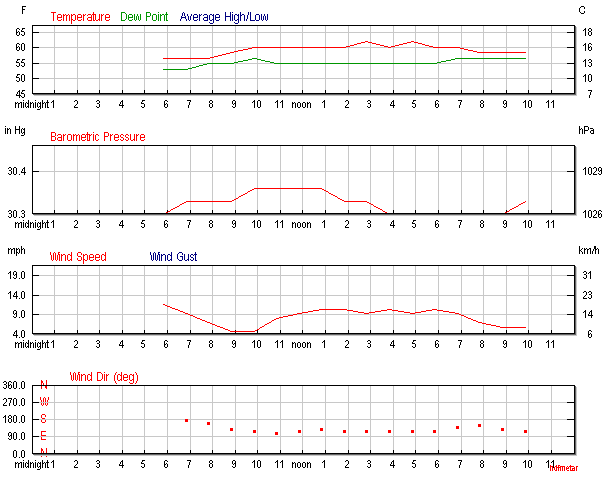 F Temperature Dew Point Average High/Low C
65 18
60 16
55 13
50 10
45 7
midnight 1 2 3 4 5 6 7 8 9 10 11 noon 1 2 3 4 5 6 7 8 9 10 11
in Hg Barometric Pressure hPa
30.4 1029
30.3 1026
midnight 1 2 3 4 5 6 7 8 9 10 11 noon 1 2 3 4 5 6 7 8 9 10 11
mph Wind Speed Wind Gust km/h
19.0 31
14.0 23
9.0 14
4.0 6
midnight 1 2 3 4 5 6 7 8 9 10 11 noon 1 2 3 4 5 6 7 8 9 10 11
Wind Dir (deg)
360.0 N
270.0 W
180.0 S
90.0 E
0.0 N
midnight 1 2 3 4 5 6 7 8 9 10 11 noon 1 2 3 4 5 6 7 8 9 10 11